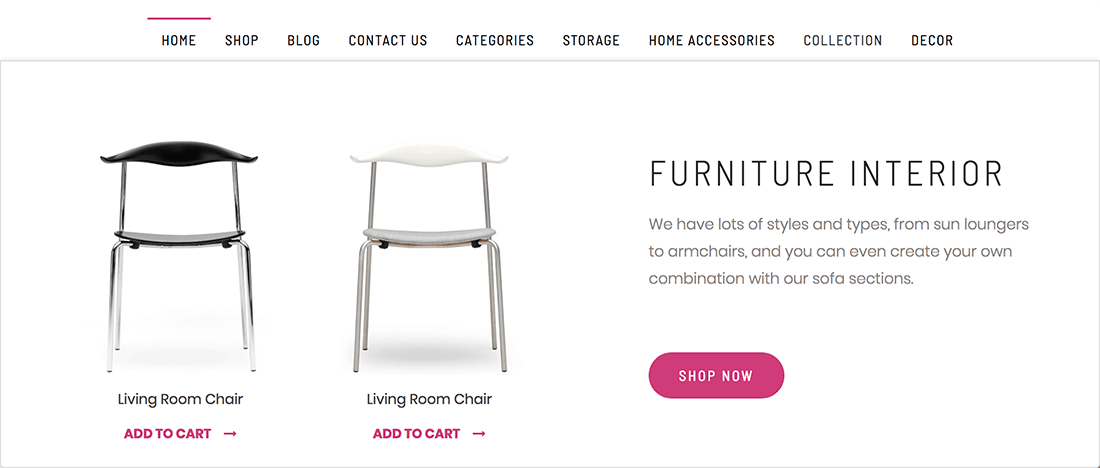 HOME SHOP BLOG CONTACT US CATEGORIES STORAGE HOME ACCESSORIES COLLECTION DECOR
FURNITURE INTERIOR
We have lots of styles and types, from sun loungers
to armchairs, and you can even create your own
combination with our sofa sections.
SHOP NOW
Living Room Chair
ADD TO CART →
Living Room Chair
ADD TO CART →